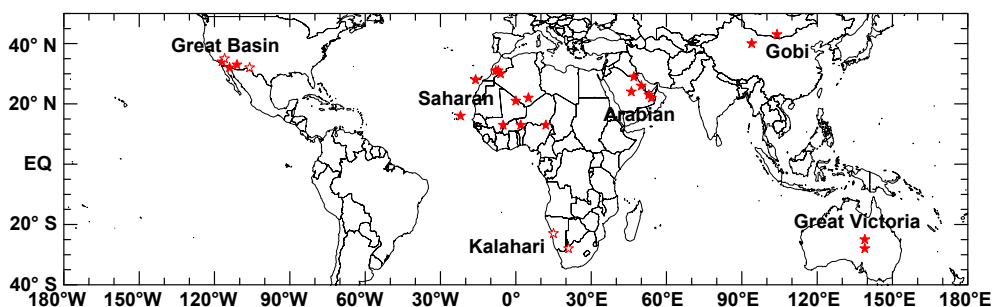 40° N
Great Basin
Gobi
20° N
Saharan
Arabian
EQ
20° S
Great Victoria
Kalahari
40° S
180°W 150°W 120°W 90°W 60°W 30°W 0° 30°E 60°E 90°E 120°E 150°E 180°E